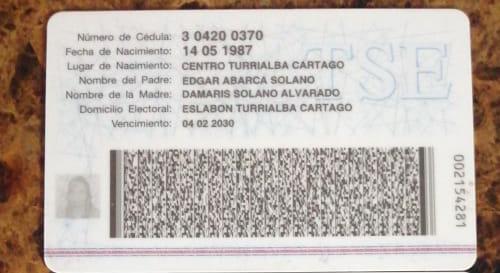 Número de Cédula: 3 0420 0370
Fecha de Nacimiento: 14 05 1987
Lugar de Nacimiento: CENTRO TURRIALBA CARTAGO
Nombre del Padre: EDGAR ABARCA SOLANO
Nombre de la Madre: DAMARIS SOLANO ALVARADO
Domicilio Electoral: ESLABON TURRIALBA CARTAGO
Vencimiento: 04 02 2030
TSE
002154281